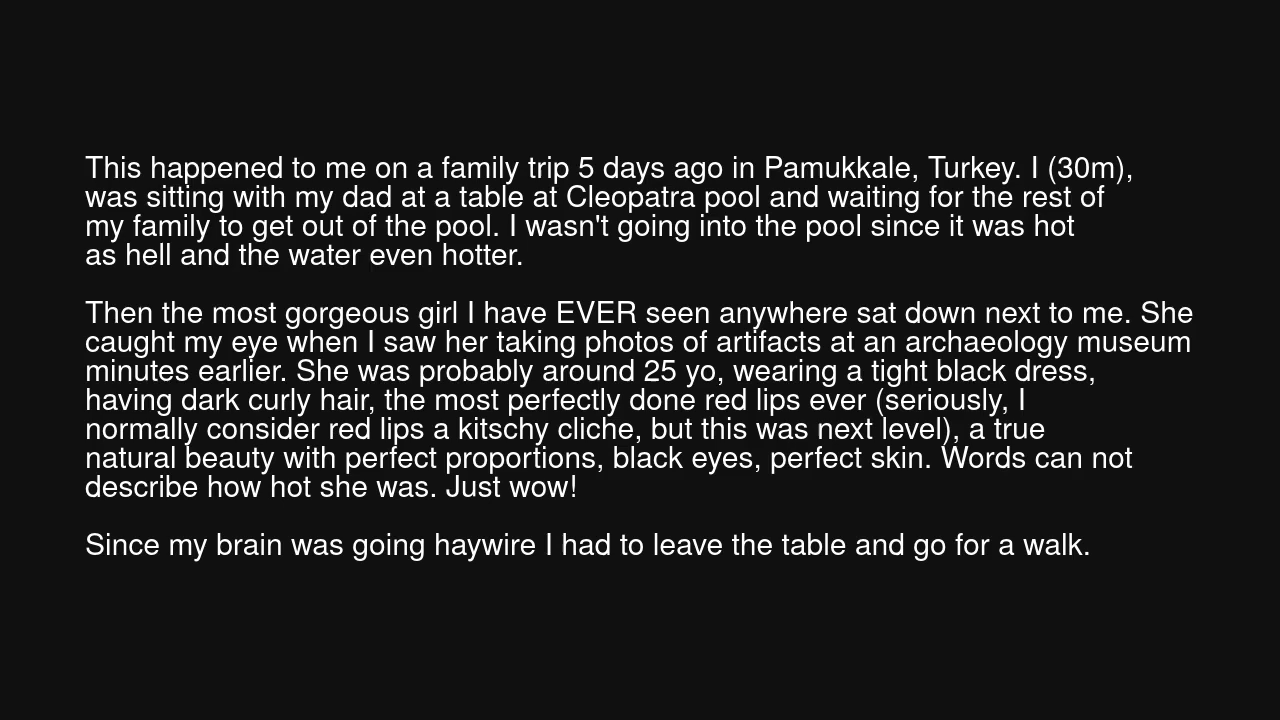 This happened to me on a family trip 5 days ago in Pamukkale, Turkey. I (30m),
was sitting with my dad at a table at Cleopatra pool and waiting for the rest of
my family to get out of the pool. I wasn't going into the pool since it was hot
as hell and the water even hotter.
Then the most gorgeous girl I have EVER seen anywhere sat down next to me. She
caught my eye when I saw her taking photos of artifacts at an archaeology museum
minutes earlier. She was probably around 25 yo, wearing a tight black dress,
having dark curly hair, the most perfectly done red lips ever (seriously, I
normally consider red lips a kitschy cliche, but this was next level), a true
natural beauty with perfect proportions, black eyes, perfect skin. Words can not
describe how hot she was. Just wow!
Since my brain was going haywire I had to leave the table and go for a walk.